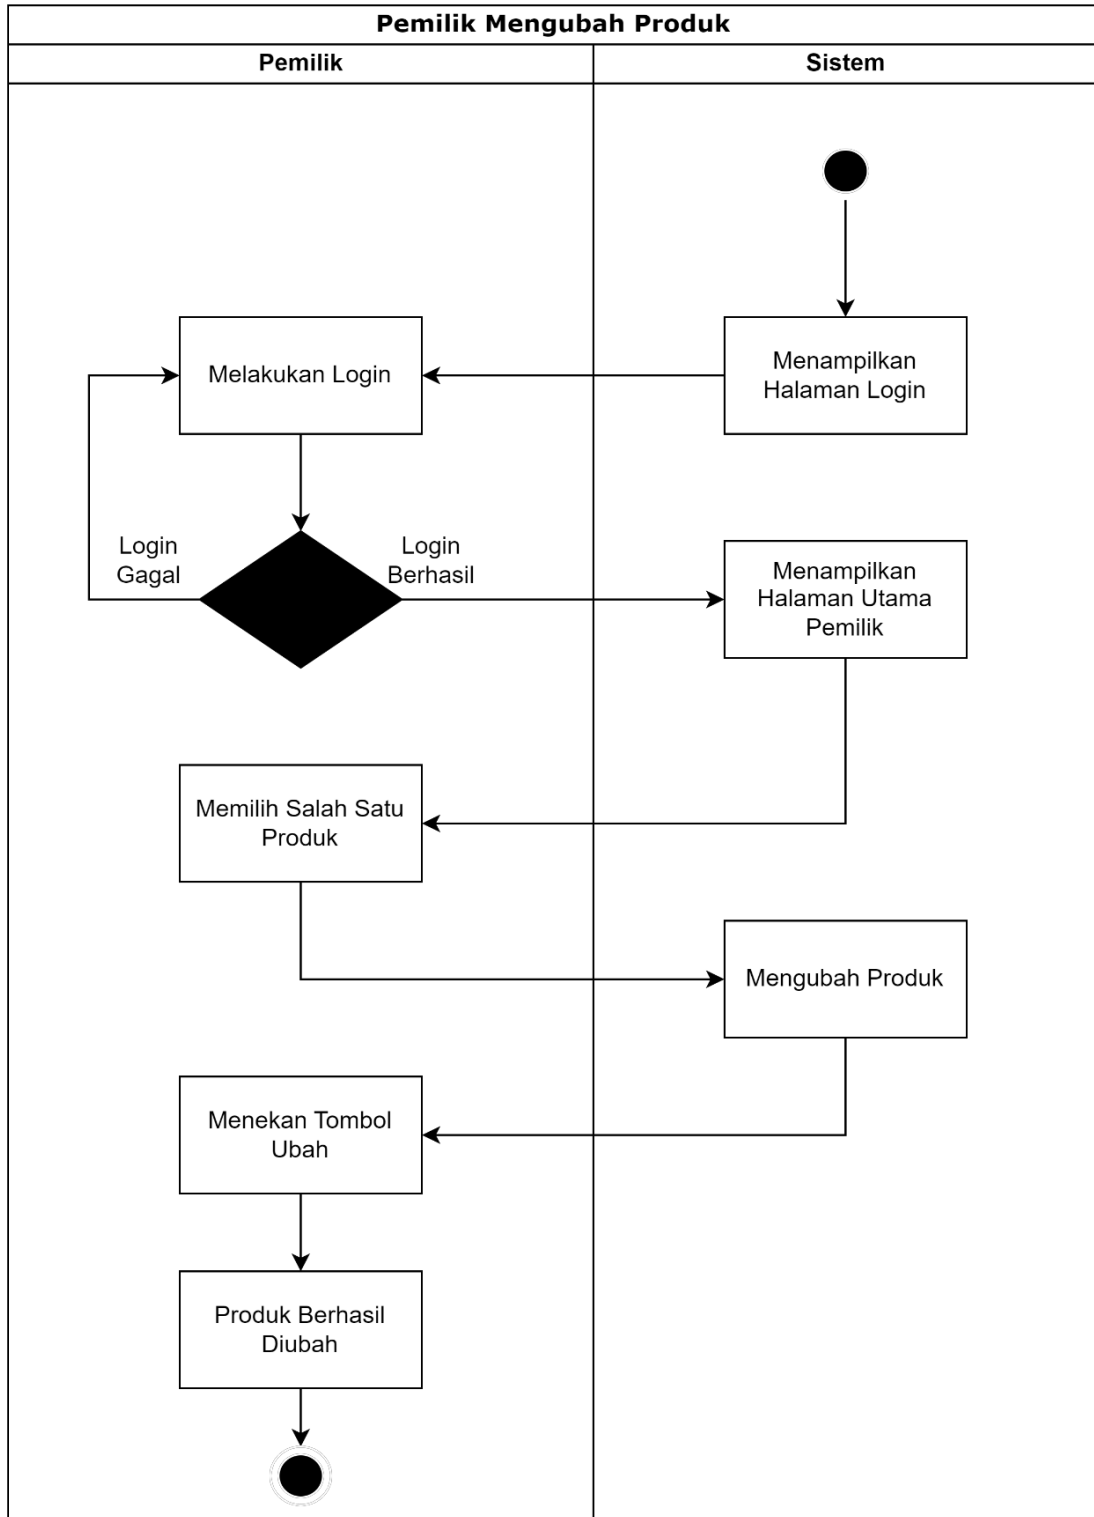 Pemilik Mengubah Produk
Pemilik
Sistem
Menampilkan
Halaman Login
Melakukan Login
Login
Gagal
Login
Berhasil
Menampilkan
Halaman Utama
Pemilik
Memilih Salah Satu
Produk
Mengubah Produk
Menekan Tombol
Ubah
Produk Berhasil
Diubah